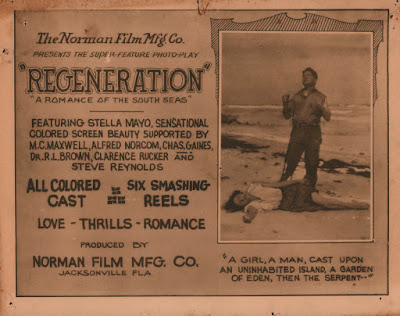 The Norman Film Mfg. Co.
PRESENTS THE SUPER-FEATURE PHOTO-PLAY
"REGENERATION"
"A ROMANCE OF THE SOUTH SEAS"
FEATURING STELLA MAYO, SENSATIONAL
COLORED SCREEN BEAUTY SUPPORTED BY
M.C. MAXWELL, ALFRED NORCOM, CHAS. GAINES,
DR. R.L. BROWN, CLARENCE RUCKER AND
STEVE REYNOLDS
ALL COLORED CAST
SIX SMASHING REELS
LOVE - THRILLS - ROMANCE
PRODUCED BY
NORMAN FILM MFG. CO.
JACKSONVILLE FLA.
"A GIRL, A MAN, CAST UPON
AN UNINHABITED ISLAND, A GARDEN
OF EDEN, THEN THE SERPENT--"